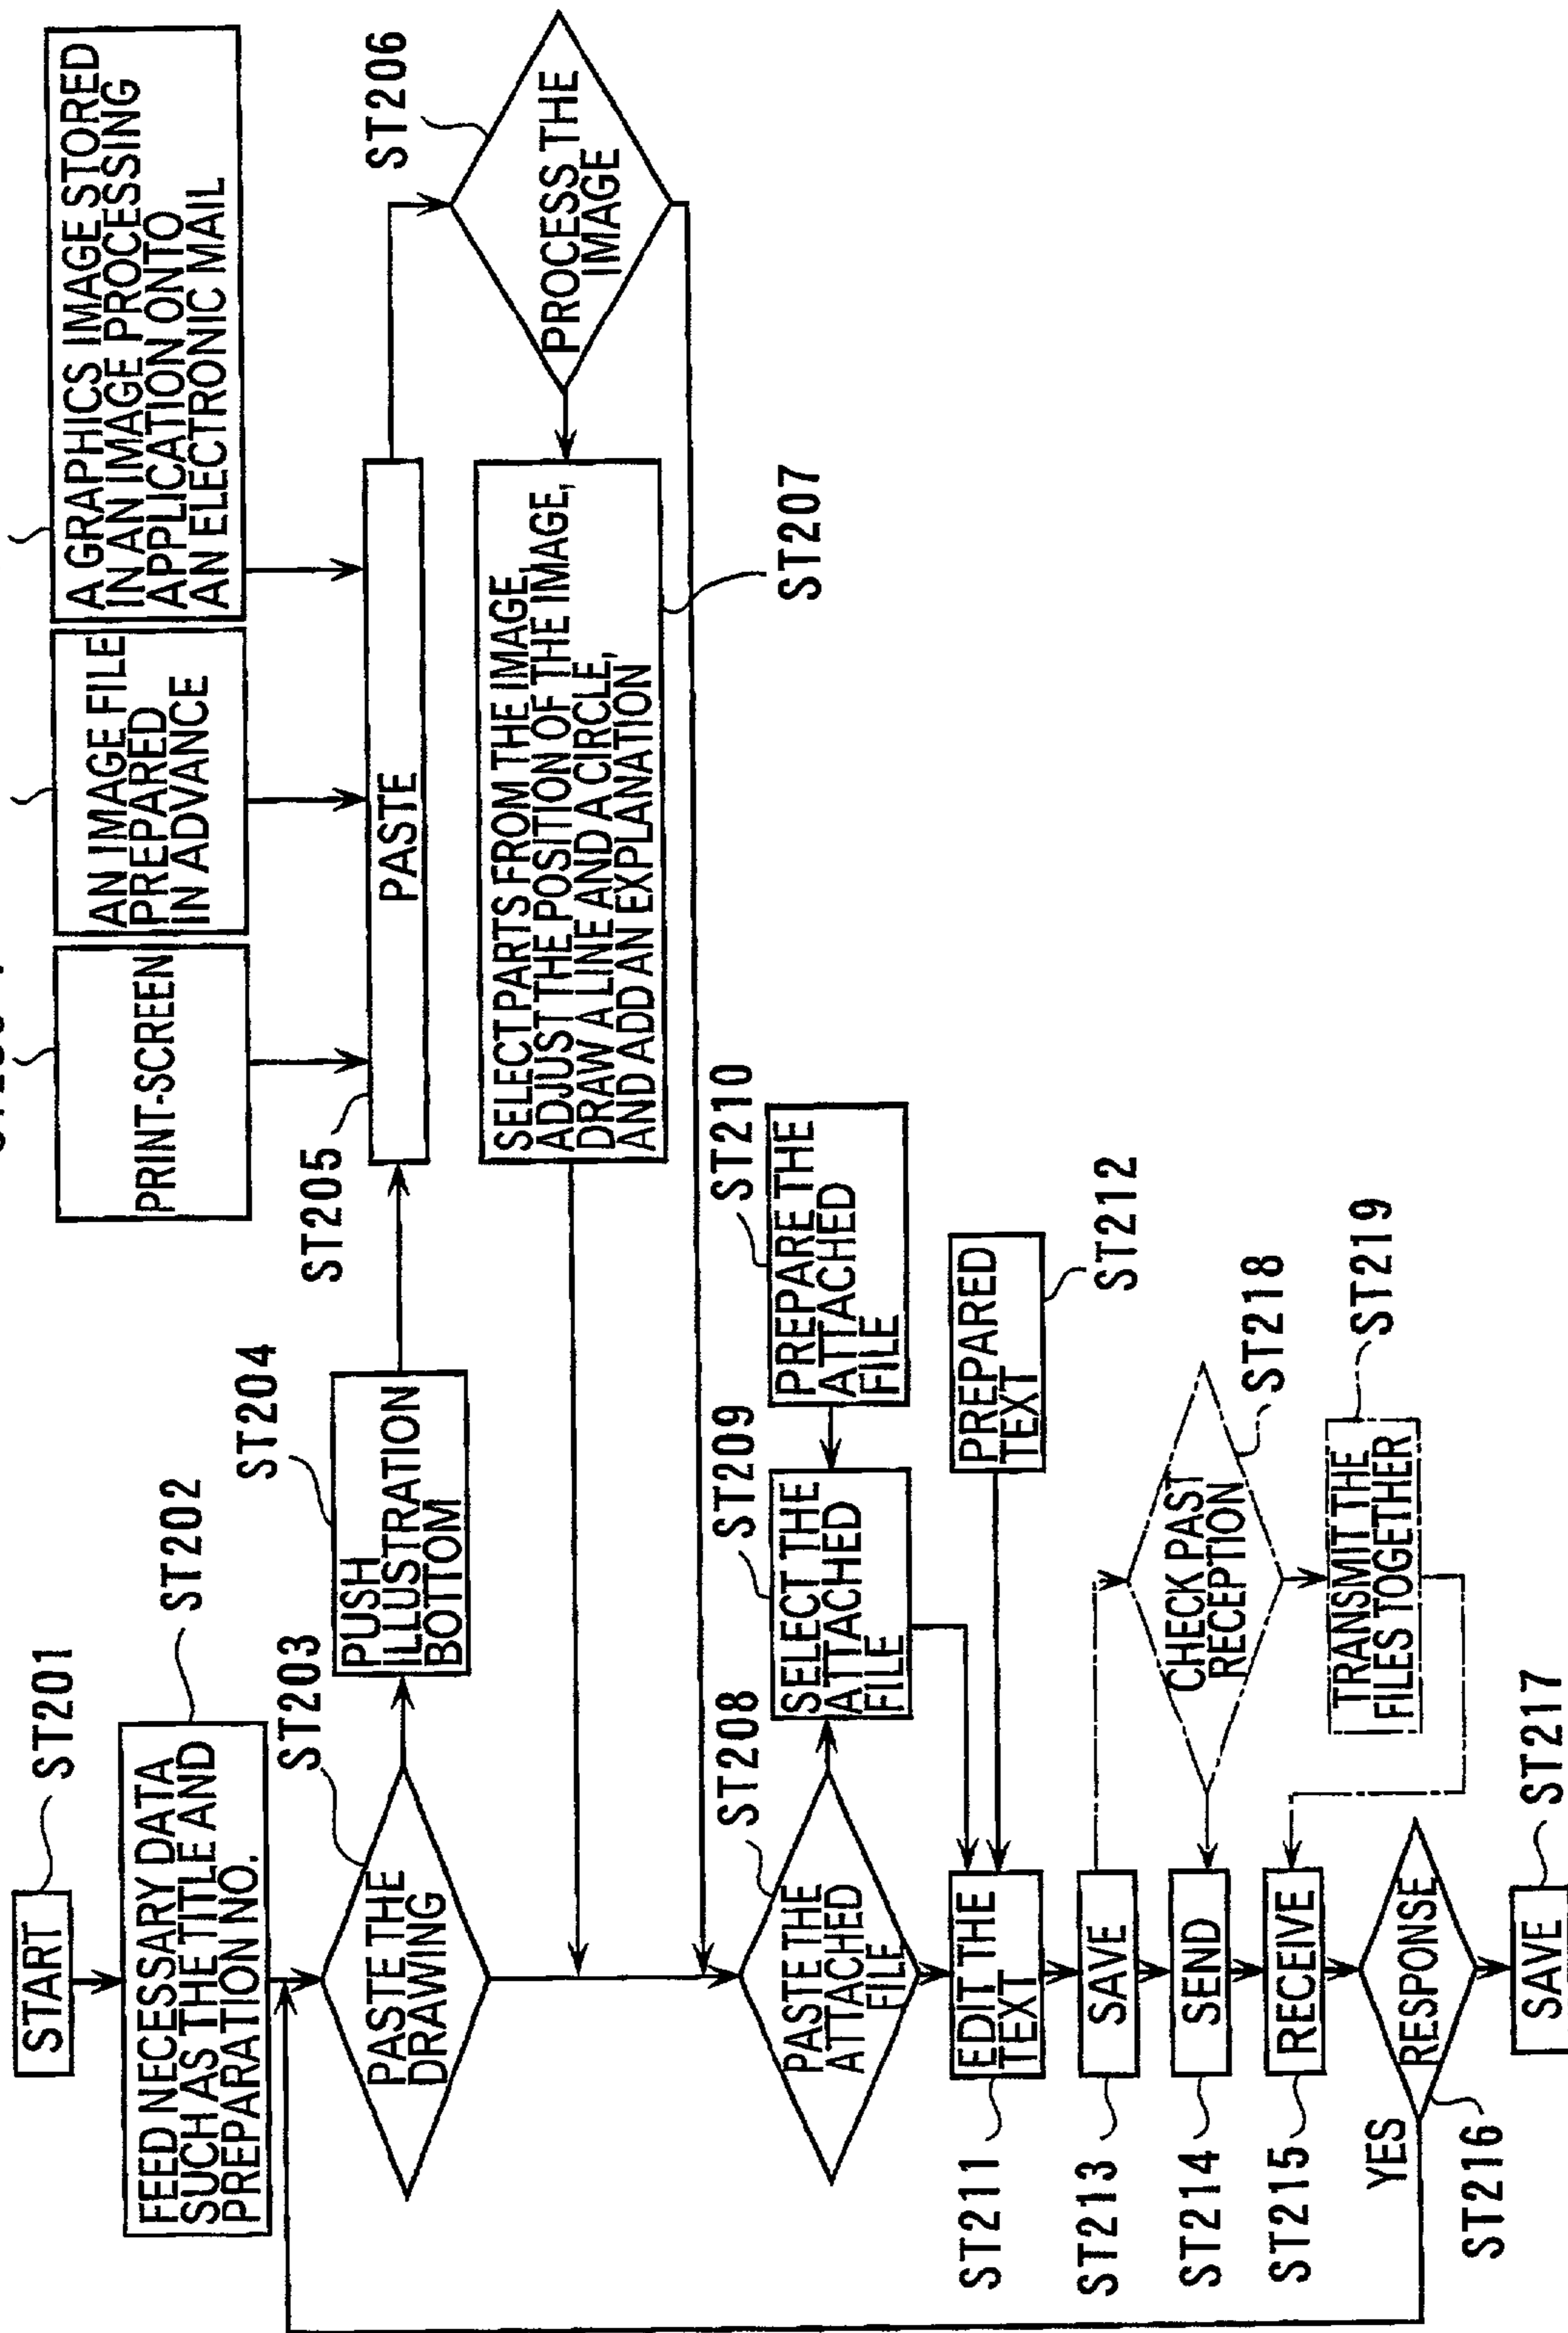 START
ST201
FEED NECESSARY DATA
SUCH AS THE TITLE AND
PREPARATION NO.
ST202
PASTE THE
DRAWING
ST203
PUSH
ILLUSTRATION
BOTTOM
ST204
PRINT-SCREEN
AN IMAGE FILE
PREPARED
IN ADVANCE
A GRAPHICS IMAGE STORED
IN AN IMAGE PROCESSING
APPLICATION ONTO
AN ELECTRONIC MAIL
PASTE
ST205
PROCESS THE
IMAGE
ST206
SELECT PARTS FROM THE IMAGE,
ADJUST THE POSITION OF THE IMAGE,
DRAW A LINE AND A CIRCLE,
AND ADD AN EXPLANATION
ST207
PASTE THE
ATTACHED
FILE
ST208
SELECT THE
ATTACHED
FILE
ST209
PREPARE THE
ATTACHED
FILE
ST210
EDIT THE
TEXT
ST211
PREPARED
TEXT
ST212
SAVE
ST213
SEND
ST214
CHECK PAST
RECEPTION
ST218
TRANSMIT THE
FILES TOGETHER
ST219
RECEIVE
ST215
RESPONSE
YES
ST216
SAVE
ST217